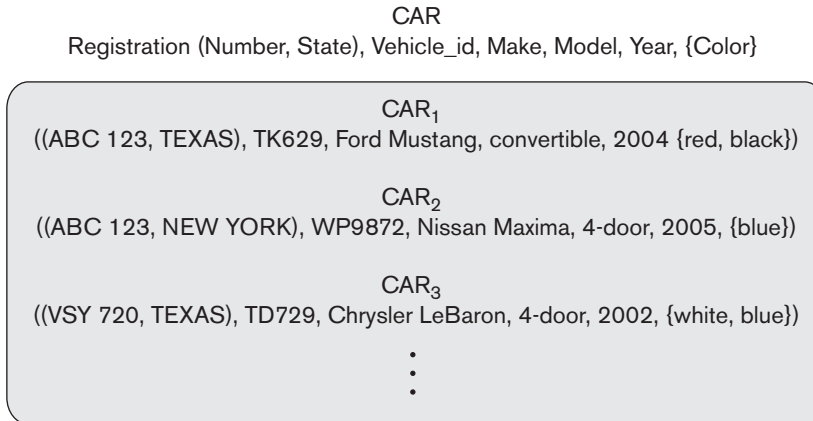 CAR
Registration (Number, State), Vehicle_id, Make, Model, Year, {Color}
CAR₁
((ABC 123, TEXAS), TK629, Ford Mustang, convertible, 2004 {red, black})
CAR₂
((ABC 123, NEW YORK), WP9872, Nissan Maxima, 4-door, 2005, {blue})
CAR₃
((VSY 720, TEXAS), TD729, Chrysler LeBaron, 4-door, 2002, {white, blue})